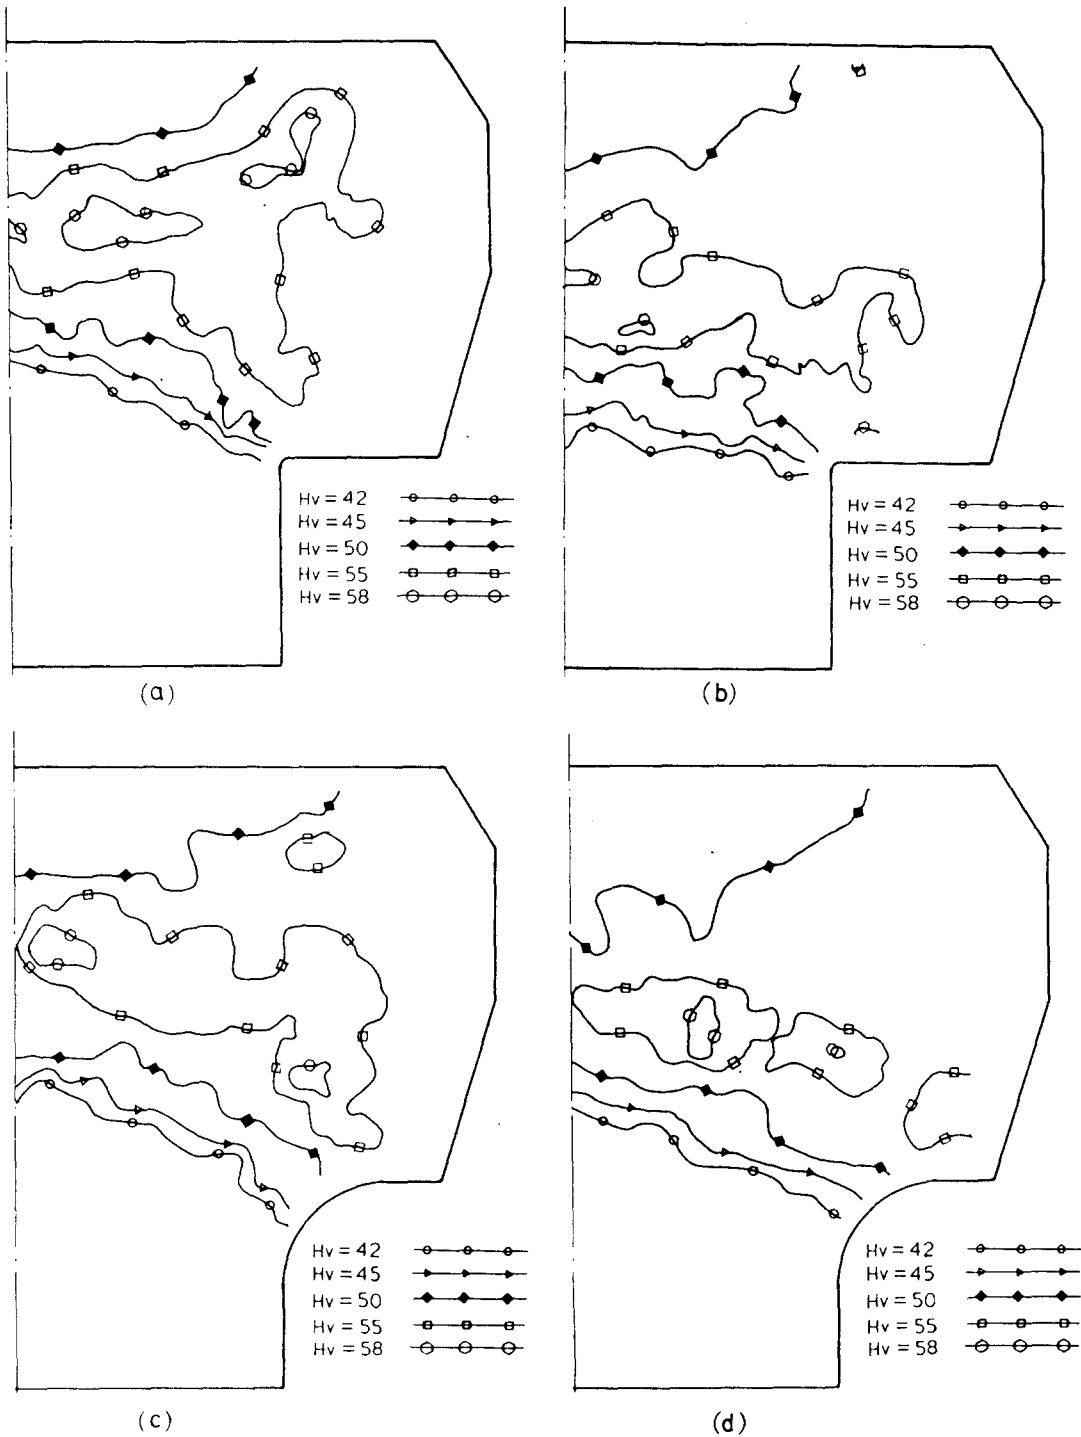 Hv = 42
Hv = 45
Hv = 50
Hv = 55
Hv = 58
(a)
Hv = 42
Hv = 45
Hv = 50
Hv = 55
Hv = 58
(b)
Hv = 42
Hv = 45
Hv = 50
Hv = 55
Hv = 58
(c)
Hv = 42
Hv = 45
Hv = 50
Hv = 55
Hv = 58
(d)